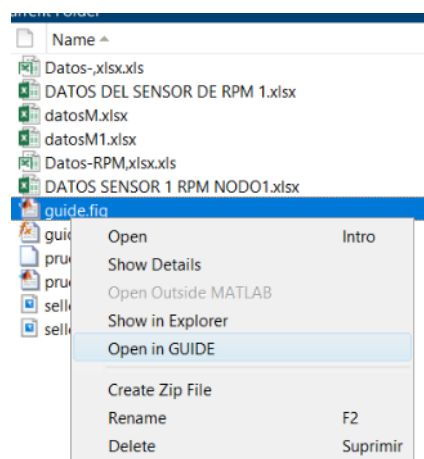 Current Folder
Name
Datos-,xlsx.xls
DATOS DEL SENSOR DE RPM 1.xlsx
datosM.xlsx
datosM1.xlsx
Datos-RPM,xlsx.xls
DATOS SENSOR 1 RPM NODO1.xlsx
guide.fig
guid
Open Intro
pru
Show Details
pru
Open Outside MATLAB
selle
Show in Explorer
selle
Open in GUIDE
Create Zip File
Rename F2
Delete Suprimir